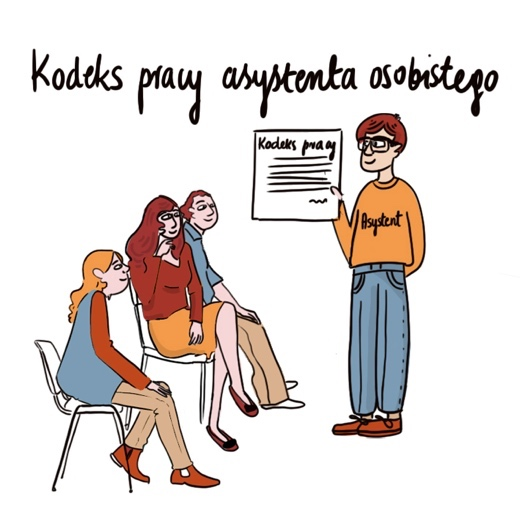 Kodeks pracy asystenta osobistego
Kodeks pracy
Asystent